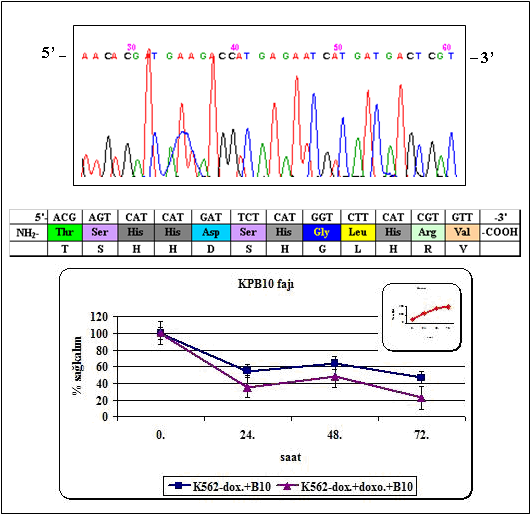 30 40 50 60
5’ – A A C A C G A T G A A G A C C A T G A G A A T C A T G A T G A C T C G T –3’
5'- ACG AGT CAT CAT GAT TCT CAT GGT CTT CAT CGT GTT -3'
NH2- Thr Ser His His Asp Ser His Gly Leu His Arg Val -COOH
T S H H D S H G L H R V
KPB10 fajı
120
100
80
60
40
20
0
% sağkalım
0. 24. 48. 72.
saat
K562-dox.+B10 K562-dox.+doxo.+B10